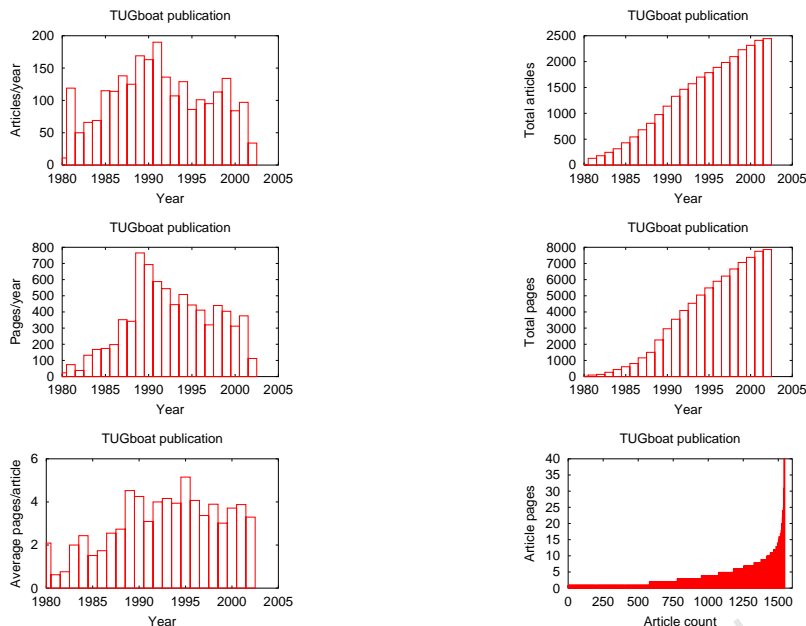 TUGboat publication
200
150
100
50
0
1980 1985 1990 1995 2000 2005
Articles/year
Year
TUGboat publication
2500
2000
1500
1000
500
0
1980 1985 1990 1995 2000 2005
Total articles
Year
TUGboat publication
800
700
600
500
400
300
200
100
0
1980 1985 1990 1995 2000 2005
Pages/year
Year
TUGboat publication
8000
7000
6000
5000
4000
3000
2000
1000
0
1980 1985 1990 1995 2000 2005
Total pages
Year
TUGboat publication
6
4
2
0
1980 1985 1990 1995 2000 2005
Average pages/article
Year
TUGboat publication
40
35
30
25
20
15
10
5
5
0 250 500 750 1000 1250 1500
Article pages
Article count